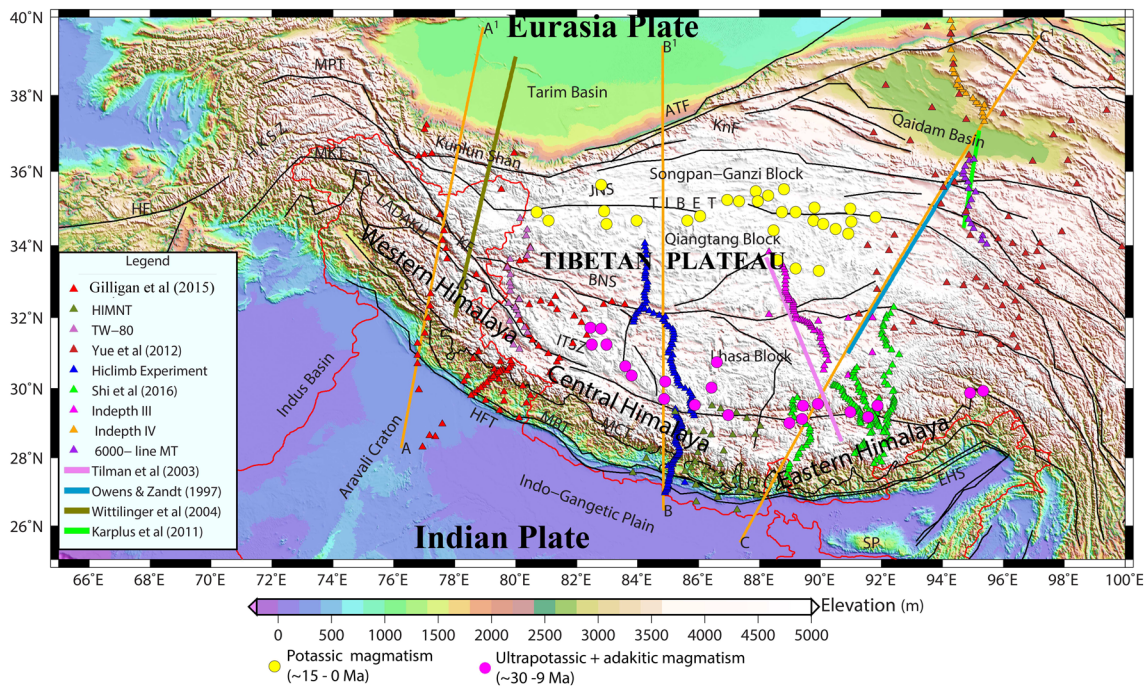 40°N
38°N
36°N
34°N
32°N
30°N
28°N
26°N
Eurasia Plate
A1
B1
C1
MPT
Tarim Basin
ATF
KnF
Qaidam Basin
Kunlun Shan
MKT
Songpan–Ganzi Block
JNS
TIBET
HF
LADAKH
KF
Qiangtang Block
TIBETAN PLATEAU
BNS
Western Himalaya
ITSZ
Lhasa Block
Central Himalaya
Indus Basin
HFT
MBT
MCT
Eastern Himalaya
Aravali Craton
A
EHS
Indo–Gangetic Plain
B
C
SP
Indian Plate
Legend
Gilligan et al (2015)
HIMNT
TW–80
Yue et al (2012)
Hiclimb Experiment
Shi et al (2016)
Indepth III
Indepth IV
6000– line MT
Tilman et al (2003)
Owens & Zandt (1997)
Wittilinger et al (2004)
Karplus et al (2011)
66°E 68°E 70°E 72°E 74°E 76°E 78°E 80°E 82°E 84°E 86°E 88°E 90°E 92°E 94°E 96°E 98°E 100°E
Elevation (m)
0 500 1000 1500 2000 2500 3000 3500 4000 4500 5000
Potassic magmatism
(~15 - 0 Ma)
Ultrapotassic + adakitic magmatism
(~30 -9 Ma)